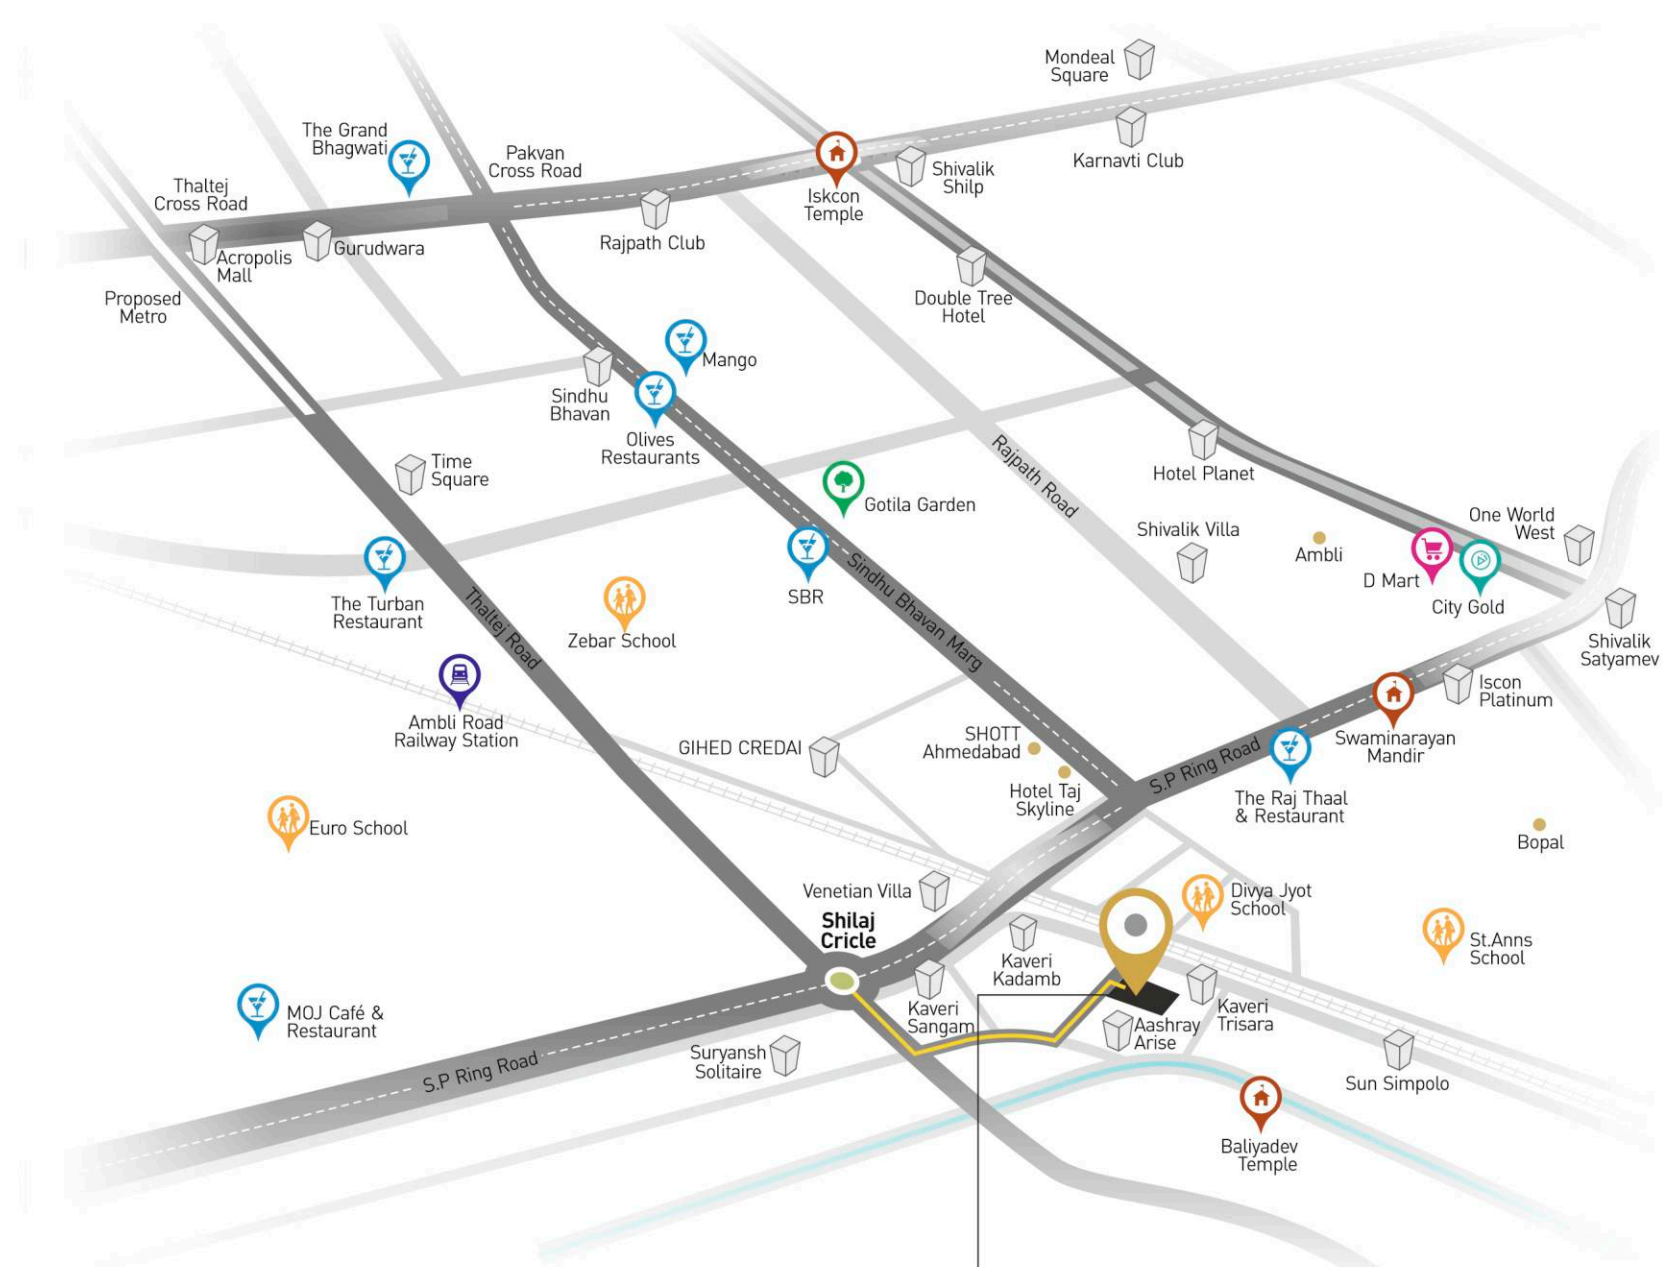 Mondeal
Square
The Grand
Bhagwati
Pakvan
Cross Road
Karnavti Club
Shivalik
Shilp
Thaltej
Cross Road
Iskcon
Temple
Rajpath Club
Gurudwara
Acropolis
Mall
Proposed
Metro
Double Tree
Hotel
Mango
Sindhu
Bhavan
Olives
Restaurants
Time
Square
Rajpath Road
Hotel Planet
Gotila Garden
One World
West
Shivalik Villa
Ambli
D Mart
City Gold
SBR
Sindhu Bhavan Marg
The Turban
Restaurant
Thaltej Road
Zebar School
Shivalik
Satyamev
Iscon
Platinum
Ambli Road
Railway Station
GIHED CREDAI
SHOTT
Ahmedabad
S.P Ring Road
Swaminarayan
Mandir
Hotel Taj
Skyline
The Raj Thaal
& Restaurant
Euro School
Bopal
Venetian Villa
Divya Jyot
School
Shilaj
Cricle
St.Anns
School
Kaveri
Kadamb
Kaveri
Sangam
Kaveri
Trisara
MOJ Café &
Restaurant
Aashray
Arise
Suryansh
Solitaire
S.P Ring Road
Sun Simpolo
Baliyadev
Temple